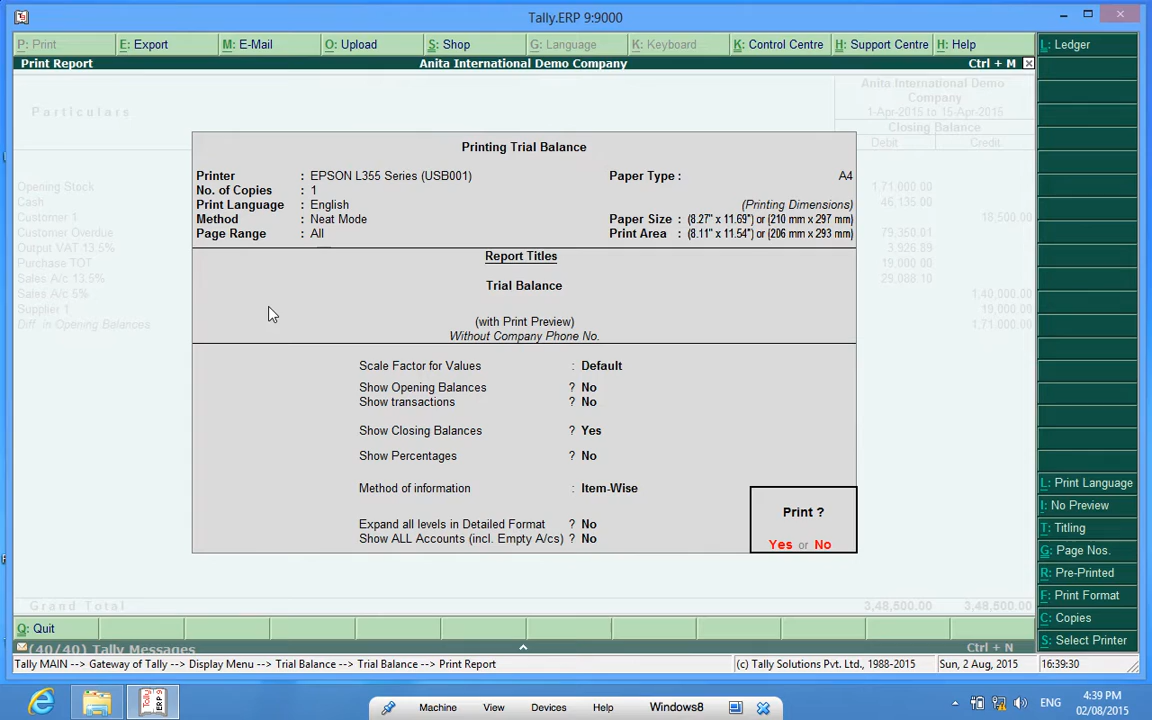 Tally.ERP 9:9000
P: Print E: Export M: E-Mail O: Upload S: Shop G: Language K: Keyboard K: Control Centre H: Support Centre H: Help
L: Ledger
Print Report Anita International Demo Company Ctrl + M
Particulars
Anita International Demo
Company
1-Apr-2015 to 15-Apr-2015
Closing Balance
Debit Credit
Opening Stock 1,71,000.00
Cash 46,135.00
Customer 1 18,500.00
Customer Overdue 79,350.01
Output VAT 13.5% 3,926.89
Purchase TOT 19,000.00
Sales A/c 13.5% 29,088.10
Sales A/c 5% 1,40,000.00
Supplier 1 19,000.00
Diff. in Opening Balances 1,71,000.00
Printing Trial Balance
Printer : EPSON L355 Series (USB001) Paper Type : A4
No. of Copies : 1
Print Language : English (Printing Dimensions)
Method : Neat Mode Paper Size : (8.27" x 11.69") or (210 mm x 297 mm)
Page Range : All Print Area : (8.11" x 11.54") or (206 mm x 293 mm)
Report Titles
Trial Balance
(with Print Preview)
Without Company Phone No.
Scale Factor for Values : Default
Show Opening Balances ? No
Show transactions ? No
Show Closing Balances ? Yes
Show Percentages ? No
Method of information : Item-Wise
Expand all levels in Detailed Format ? No
Show ALL Accounts (incl. Empty A/cs) ? No
Print ?
Yes or No
L: Print Language
I: No Preview
T: Titling
G: Page Nos.
R: Pre-Printed
F: Print Format
C: Copies
S: Select Printer
Grand Total 3,48,500.00 3,48,500.00
Q: Quit
(40/40) Tally Messages Ctrl + N
Tally MAIN --> Gateway of Tally --> Display Menu --> Trial Balance --> Trial Balance --> Print Report (c) Tally Solutions Pvt. Ltd., 1988-2015 Sun, 2 Aug, 2015 16:39:30
Machine View Devices Help Windows8
ENG
4:39 PM
02/08/2015